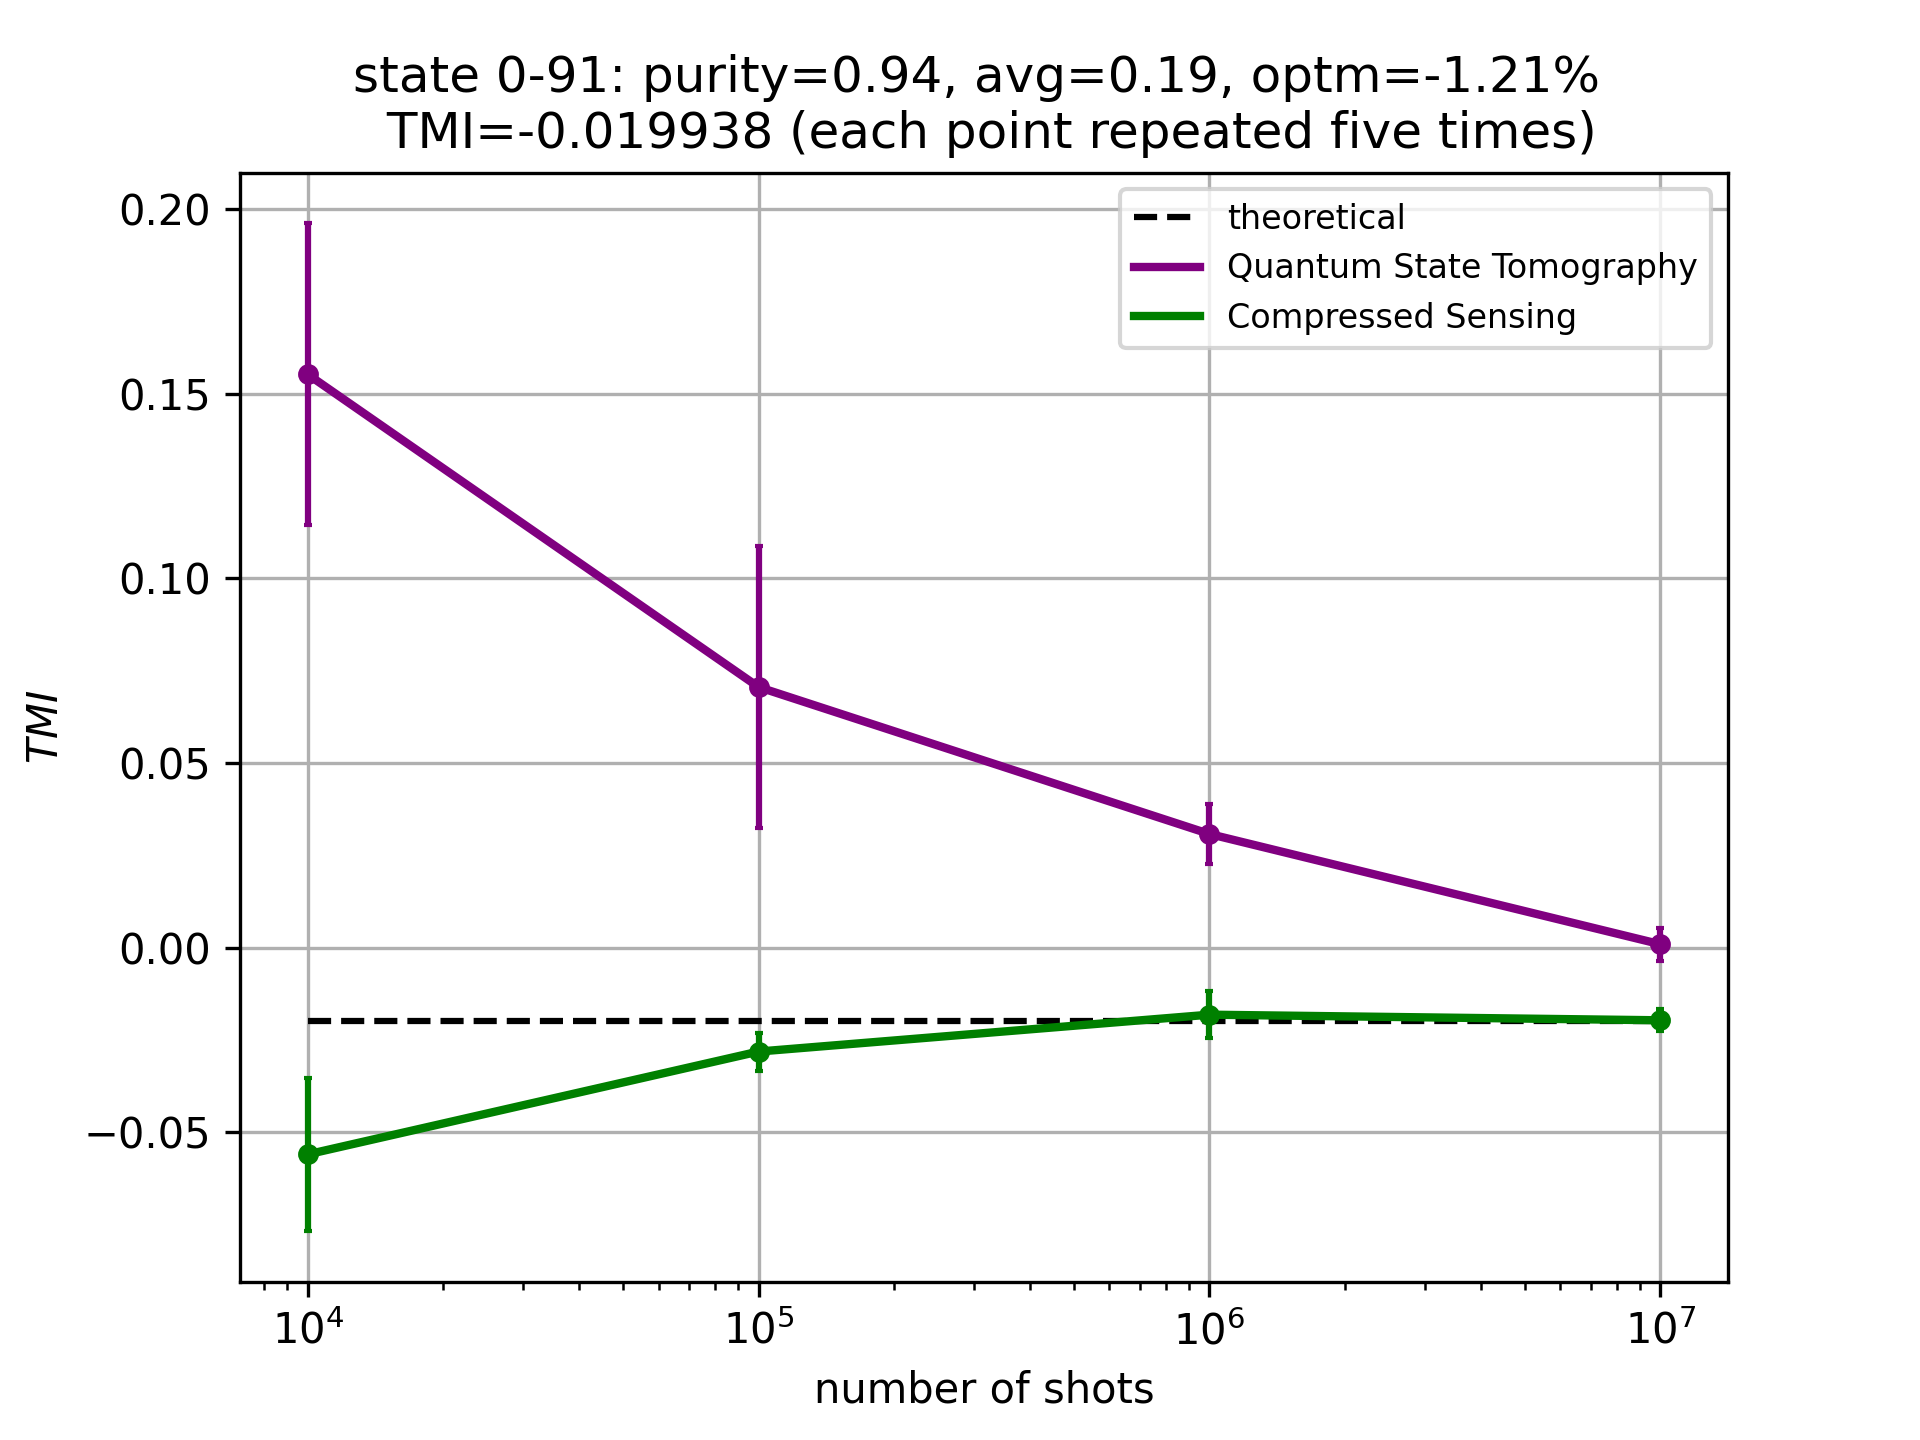 state 0-91: purity=0.94, avg=0.19, optm=-1.21%
TMI=-0.019938 (each point repeated five times)
theoretical
Quantum State Tomography
Compressed Sensing
0.20
0.15
0.10
0.05
0.00
−0.05
TMI
10⁴ 10⁵ 10⁶ 10⁷
number of shots